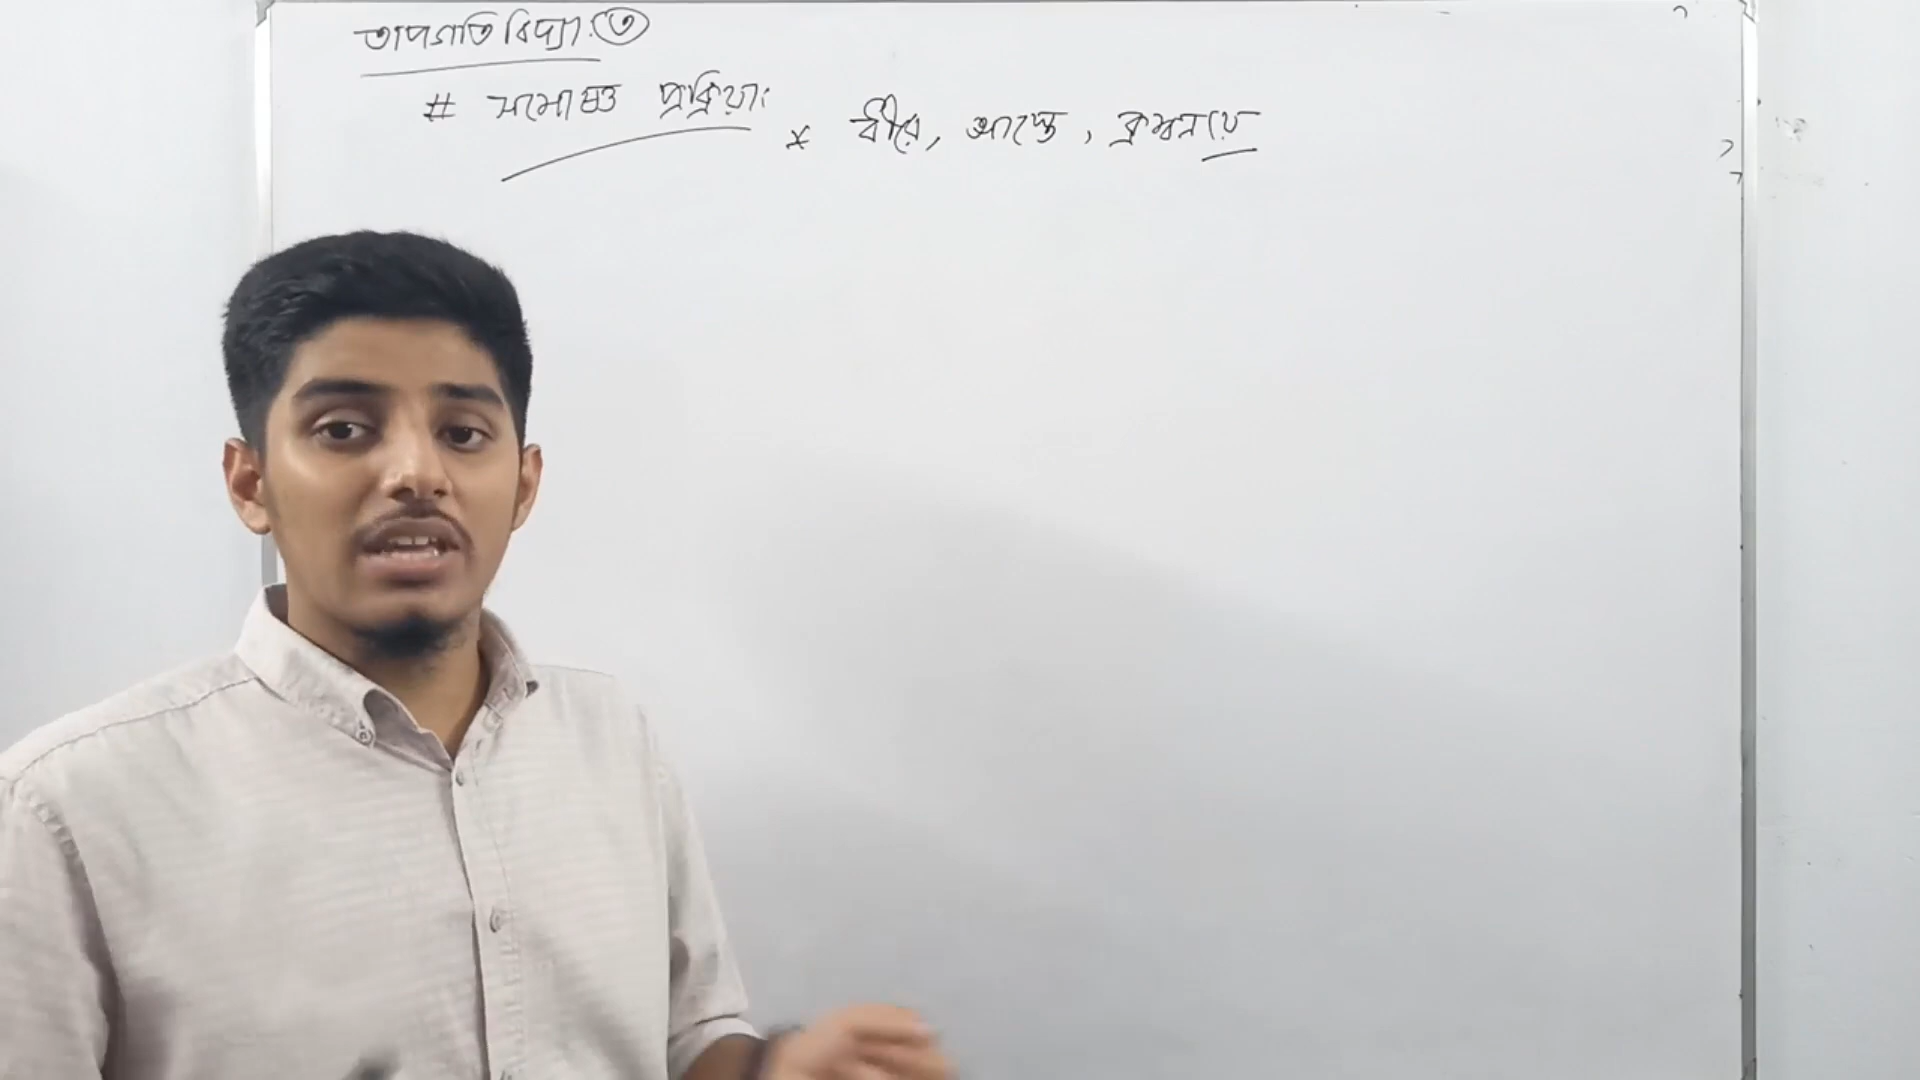 তাপগতি বিদ্যা: ৩
# সমোষ্ণ প্রক্রিয়া:
* ধীরে, আস্তে, ক্রমান্বয়ে